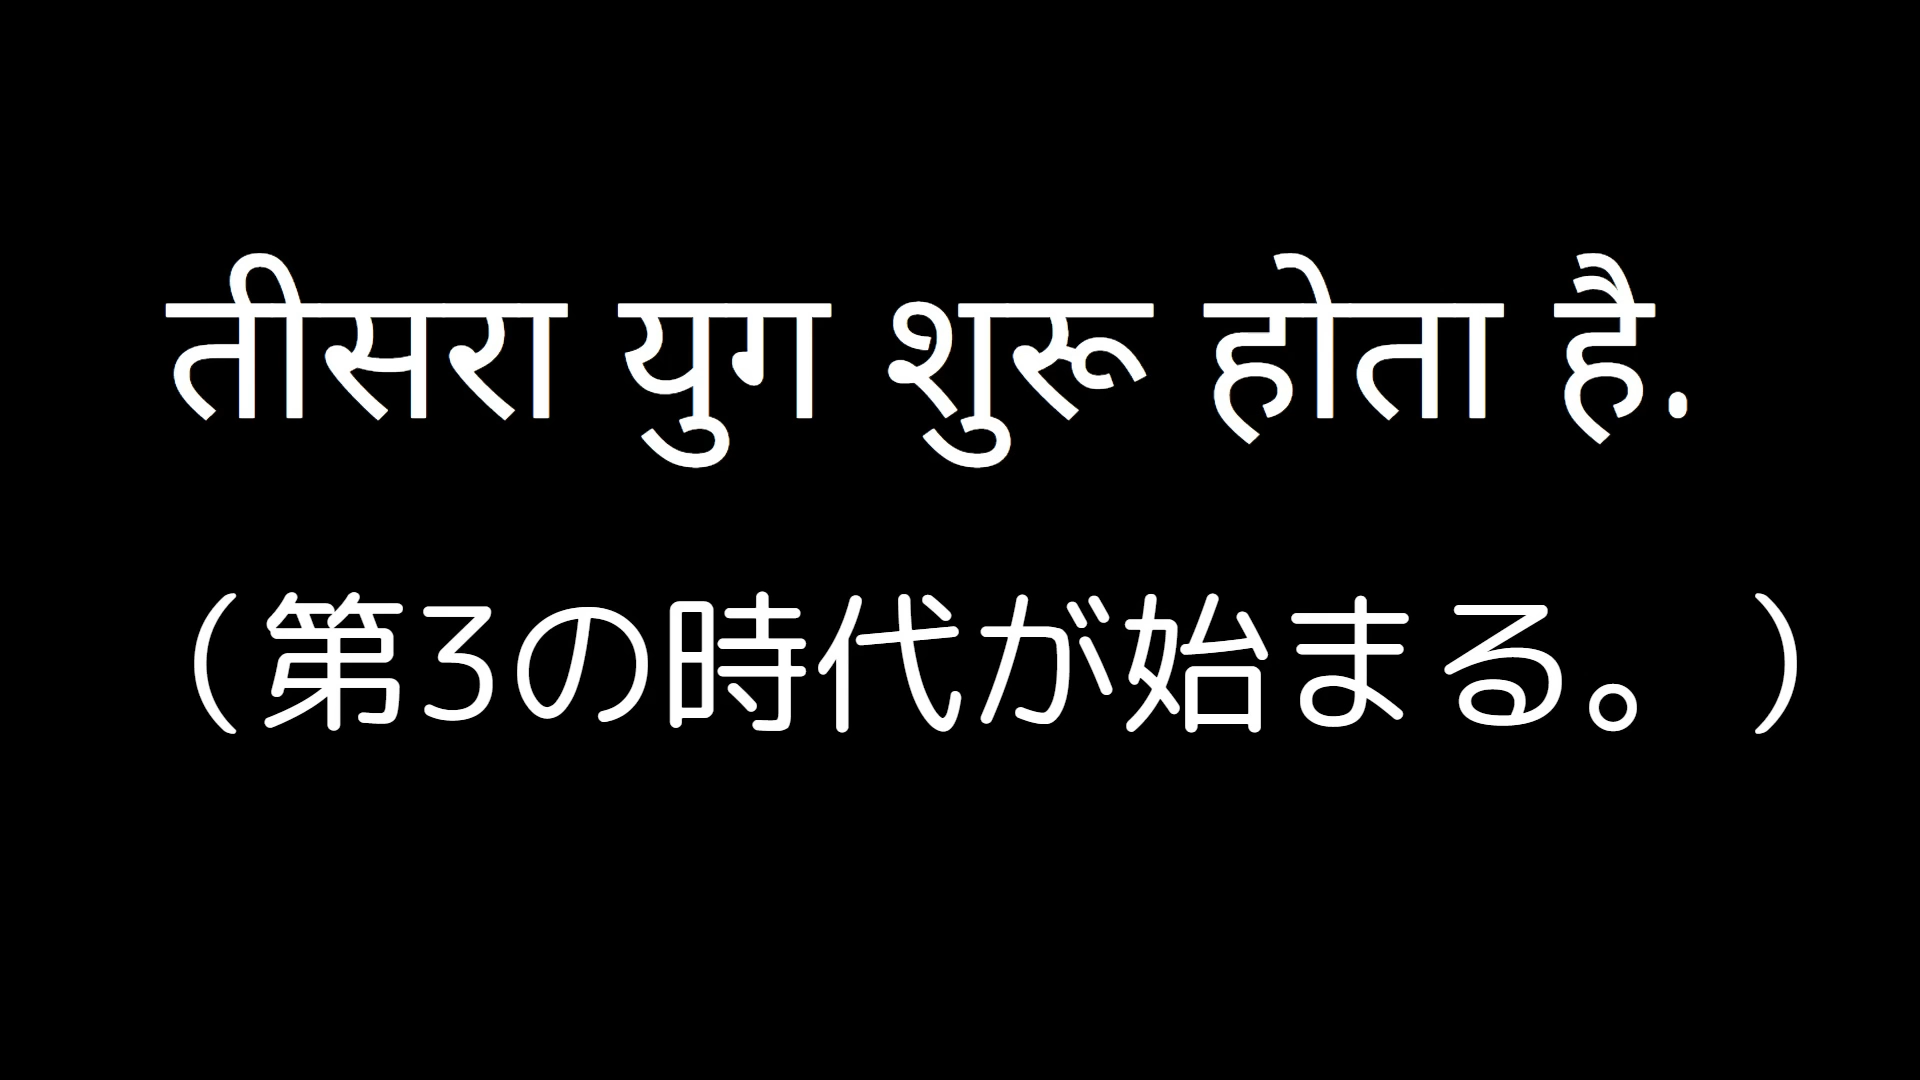 तीसरा युग शुरू होता है.
（第3の時代が始まる。）